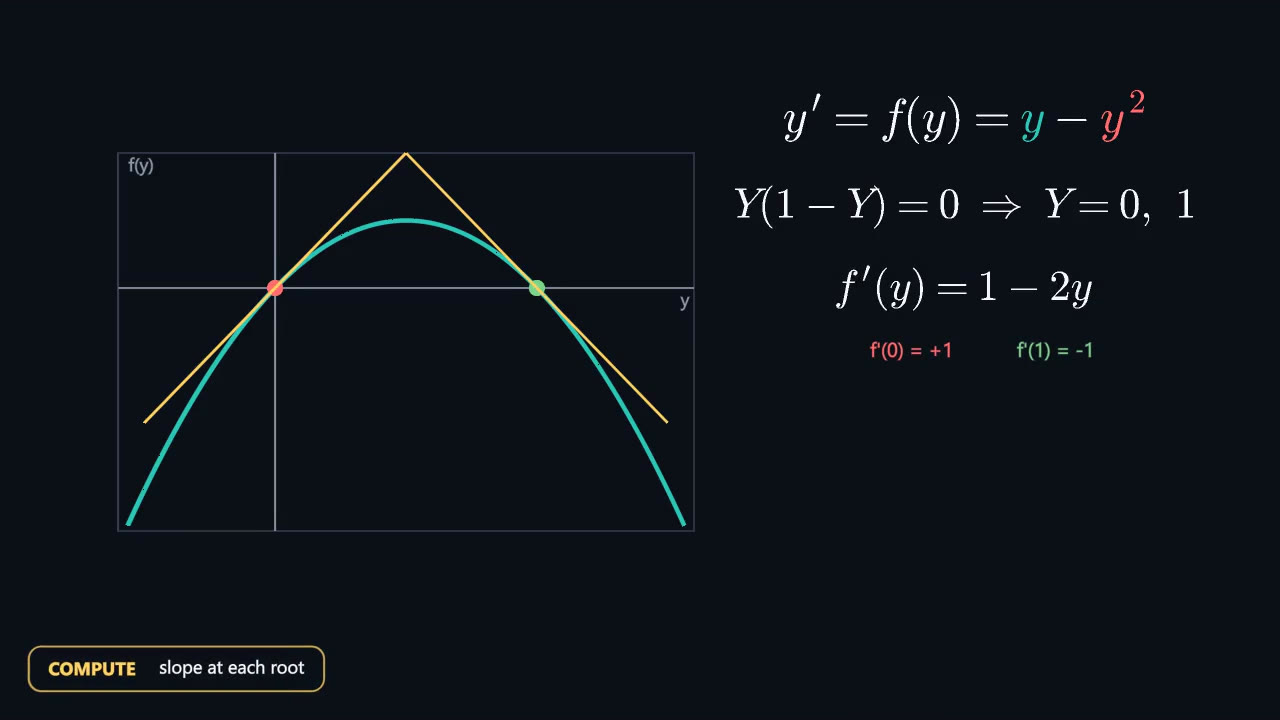 y′ = f(y) = y − y²
Y(1 − Y) = 0 ⇒ Y = 0, 1
f′(y) = 1 − 2y
f'(0) = +1 f'(1) = -1
f(y)
y
COMPUTE slope at each root